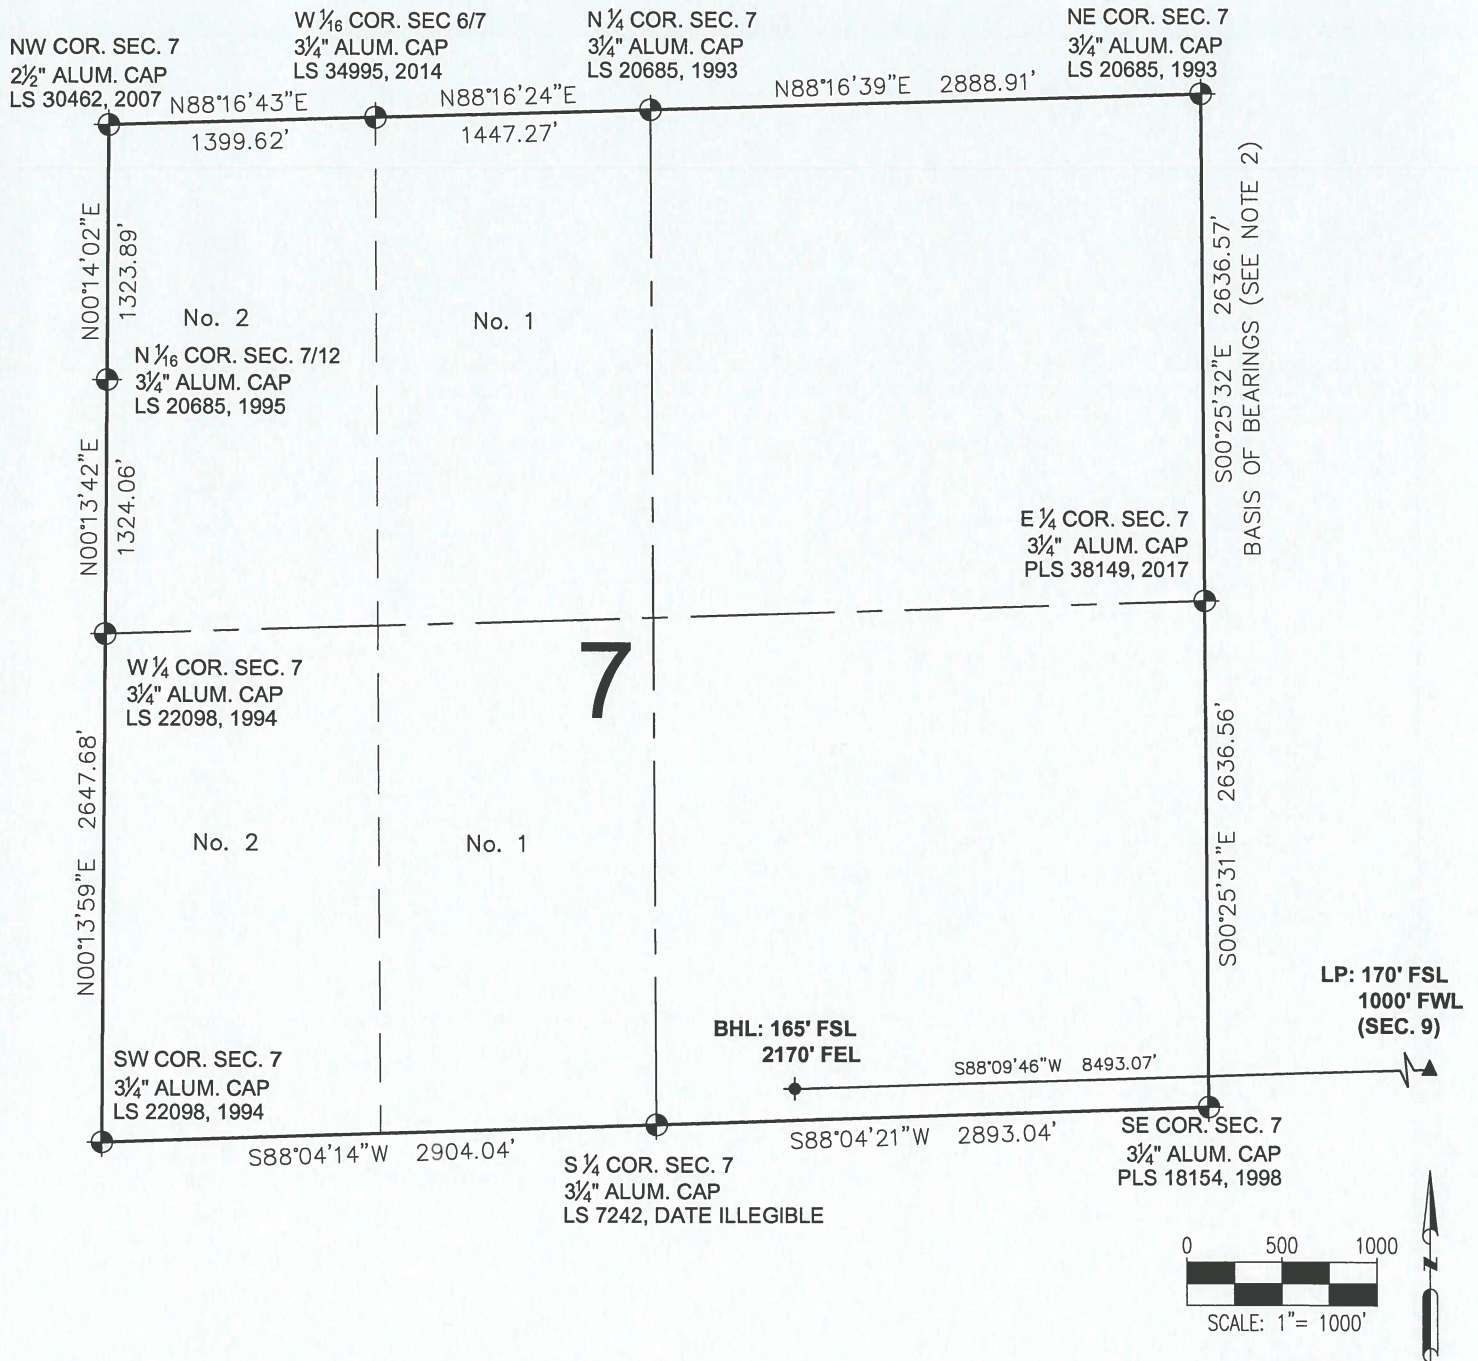 NW COR. SEC. 7
2½" ALUM. CAP
LS 30462, 2007
W 1⁄16 COR. SEC 6/7
3¼" ALUM. CAP
LS 34995, 2014
N ¼ COR. SEC. 7
3¼" ALUM. CAP
LS 20685, 1993
NE COR. SEC. 7
3¼" ALUM. CAP
LS 20685, 1993
N88°16'43"E
1399.62'
N88°16'24"E
1447.27'
N88°16'39"E 2888.91'
N00°14'02"E
1323.89'
No. 2
No. 1
S00°25'32"E 2636.57'
BASIS OF BEARINGS (SEE NOTE 2)
N 1⁄16 COR. SEC. 7/12
3¼" ALUM. CAP
LS 20685, 1995
N00°13'42"E
1324.06'
E ¼ COR. SEC. 7
3¼" ALUM. CAP
PLS 38149, 2017
W ¼ COR. SEC. 7
3¼" ALUM. CAP
LS 22098, 1994
7
N00°13'59"E 2647.68'
No. 2
No. 1
S00°25'31"E 2636.56'
LP: 170' FSL
1000' FWL
(SEC. 9)
BHL: 165' FSL
2170' FEL
S88°09'46"W 8493.07'
SW COR. SEC. 7
3¼" ALUM. CAP
LS 22098, 1994
S88°04'14"W 2904.04'
S88°04'21"W 2893.04'
S ¼ COR. SEC. 7
3¼" ALUM. CAP
LS 7242, DATE ILLEGIBLE
SE COR. SEC. 7
3¼" ALUM. CAP
PLS 18154, 1998
0 500 1000
SCALE: 1"= 1000'
N